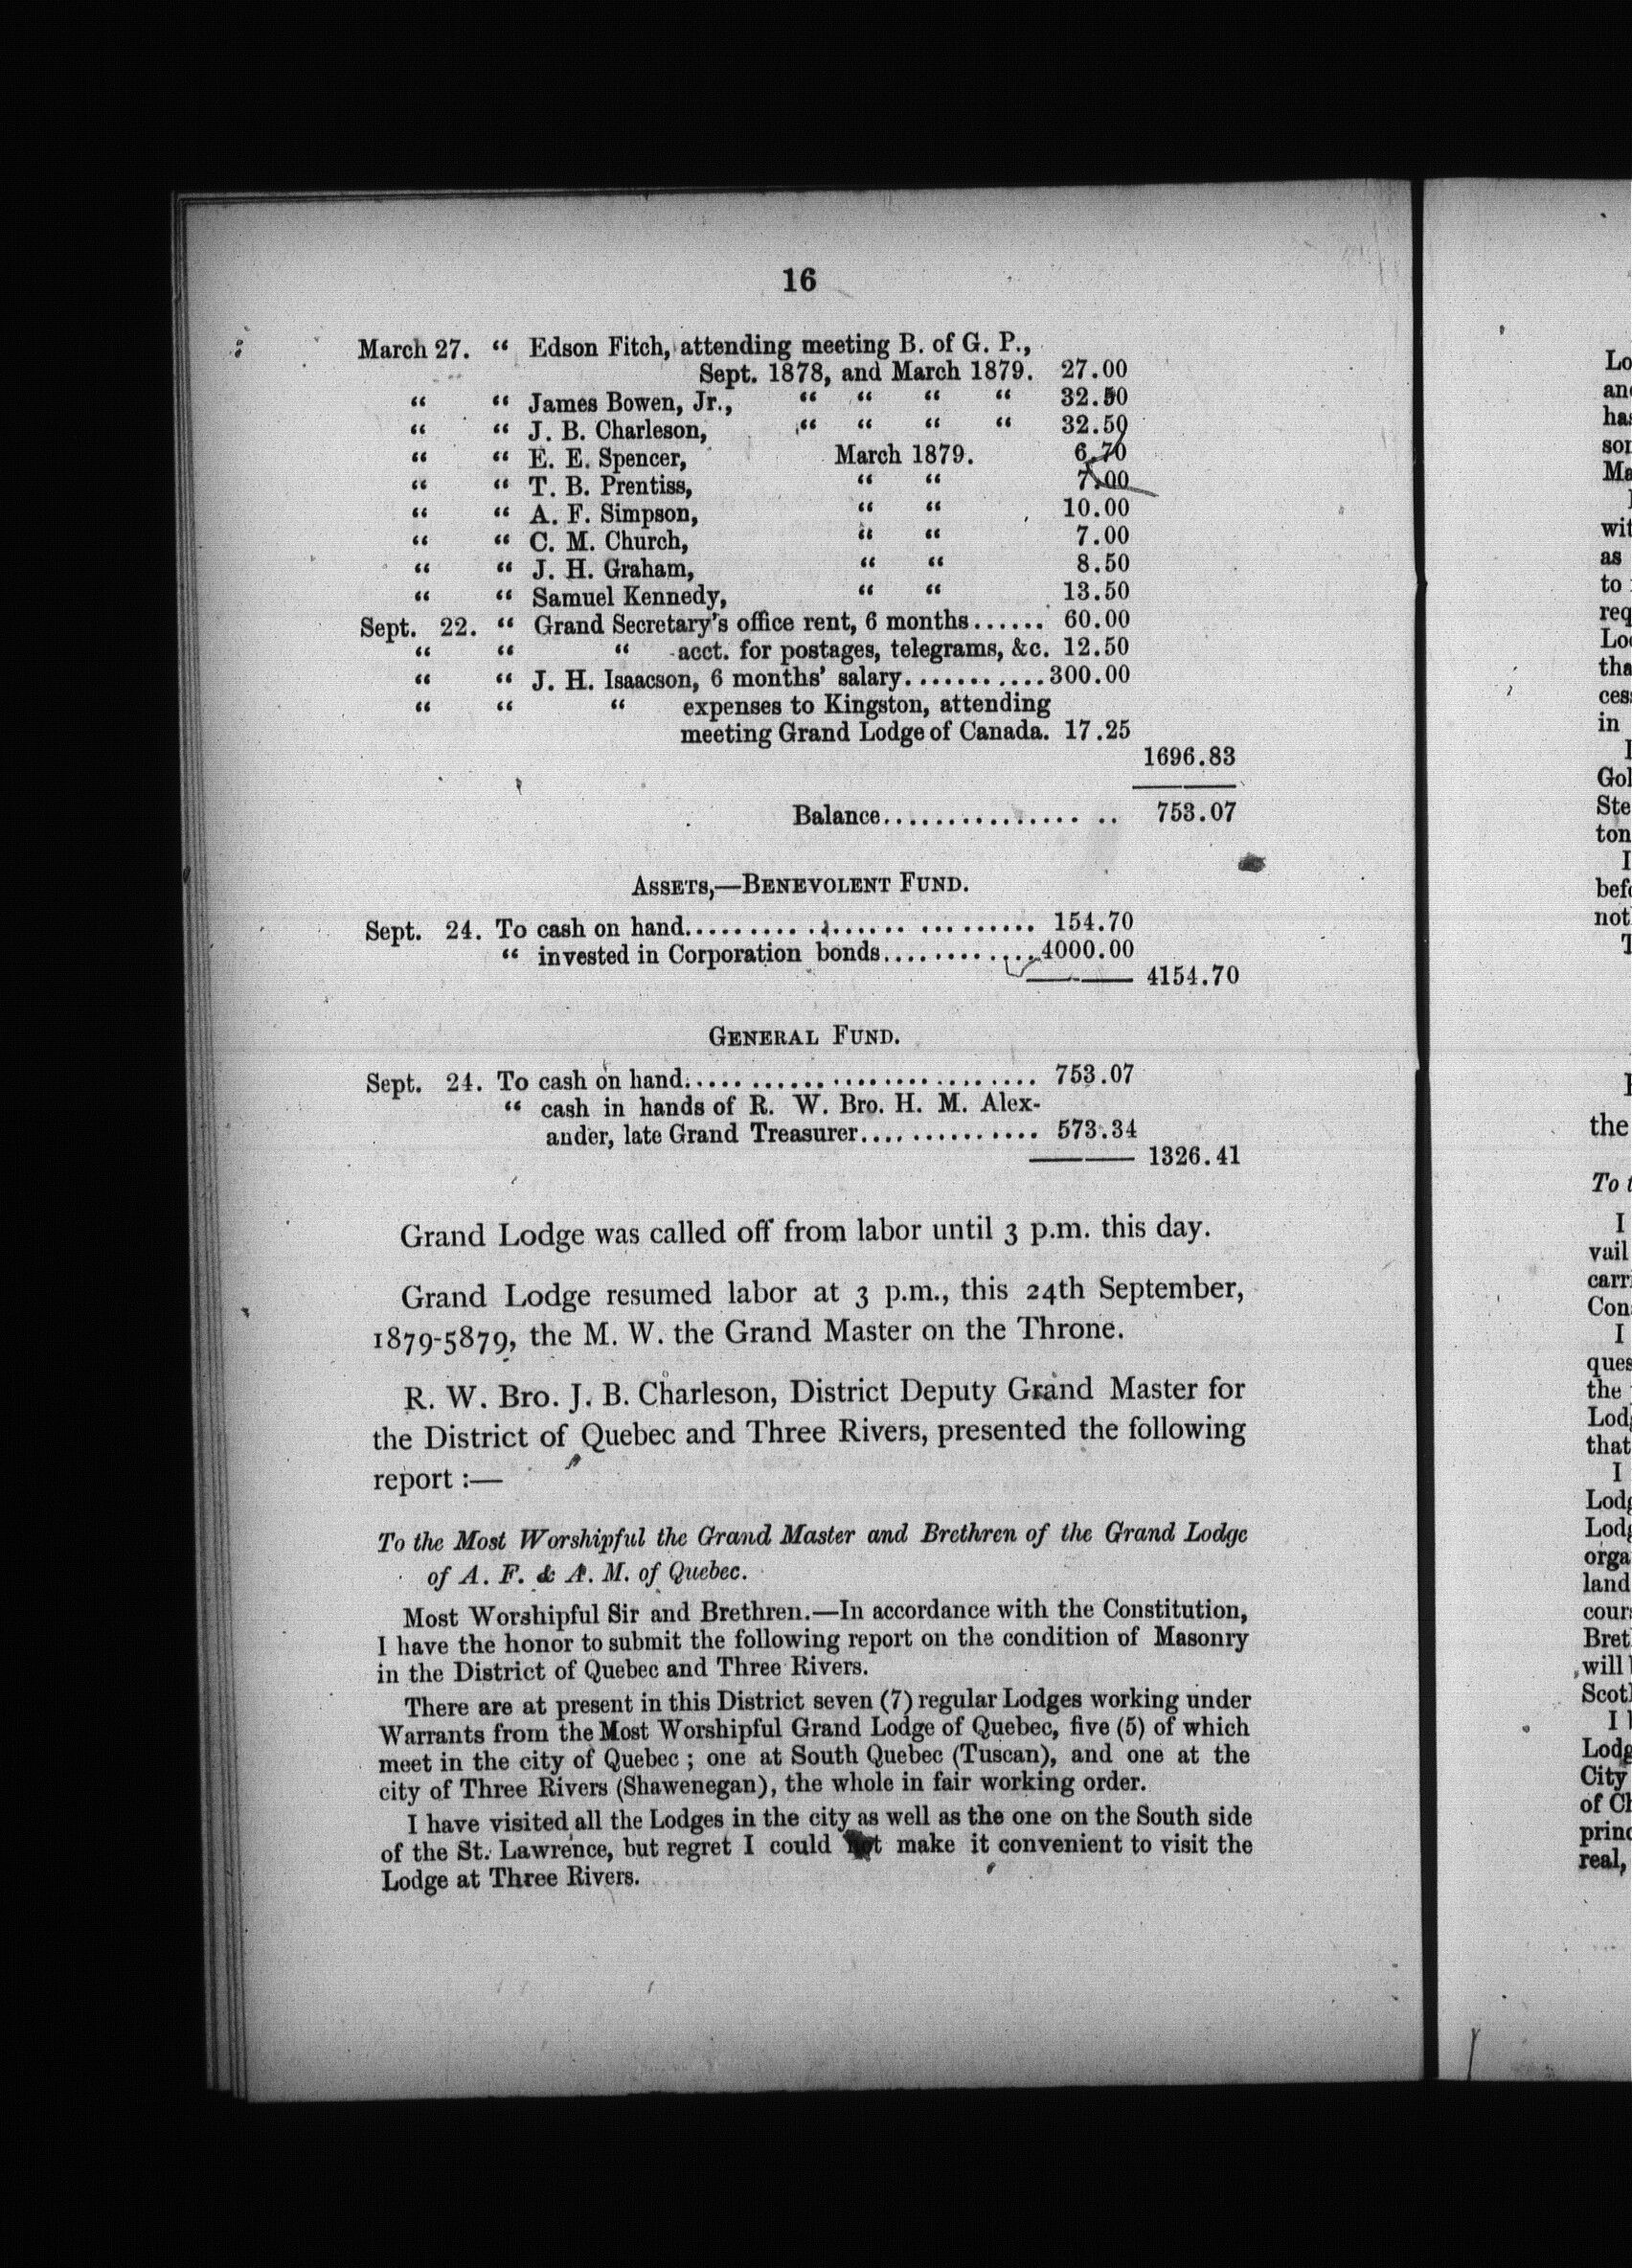 16
March 27. “ Edson Fitch, attending meeting B. of G. P.,
Sept. 1878, and March 1879. 27.00
“ “ James Bowen, Jr., “ “ “ “ 32.50
“ “ J. B. Charleson, “ “ “ “ 32.50
“ “ E. E. Spencer, March 1879. 6.70
“ “ T. B. Prentiss, “ “ 7.00
“ “ A. F. Simpson, “ “ 10.00
“ “ C. M. Church, “ “ 7.00
“ “ J. H. Graham, “ “ 8.50
“ “ Samuel Kennedy, “ “ 13.50
Sept. 22. “ Grand Secretary’s office rent, 6 months...... 60.00
“ “ “ acct. for postages, telegrams, &c. 12.50
“ “ J. H. Isaacson, 6 months’ salary...........300.00
“ “ “ expenses to Kingston, attending
meeting Grand Lodge of Canada. 17.25
1696.83
Balance.................. 753.07
ASSETS,—BENEVOLENT FUND.
Sept. 24. To cash on hand........................... 154.70
“ invested in Corporation bonds............4000.00
4154.70
GENERAL FUND.
Sept. 24. To cash on hand........................... 753.07
“ cash in hands of R. W. Bro. H. M. Alex-
ander, late Grand Treasurer.............. 573.34
1326.41
Grand Lodge was called off from labor until 3 p.m. this day.
Grand Lodge resumed labor at 3 p.m., this 24th September,
1879-5879, the M. W. the Grand Master on the Throne.
R. W. Bro. J. B. Charleson, District Deputy Grand Master for
the District of Quebec and Three Rivers, presented the following
report :—
To the Most Worshipful the Grand Master and Brethren of the Grand Lodge
of A. F. & A. M. of Quebec.
Most Worshipful Sir and Brethren.—In accordance with the Constitution,
I have the honor to submit the following report on the condition of Masonry
in the District of Quebec and Three Rivers.
There are at present in this District seven (7) regular Lodges working under
Warrants from the Most Worshipful Grand Lodge of Quebec, five (5) of which
meet in the city of Quebec ; one at South Quebec (Tuscan), and one at the
city of Three Rivers (Shawenegan), the whole in fair working order.
I have visited all the Lodges in the city as well as the one on the South side
of the St. Lawrence, but regret I could not make it convenient to visit the
Lodge at Three Rivers.